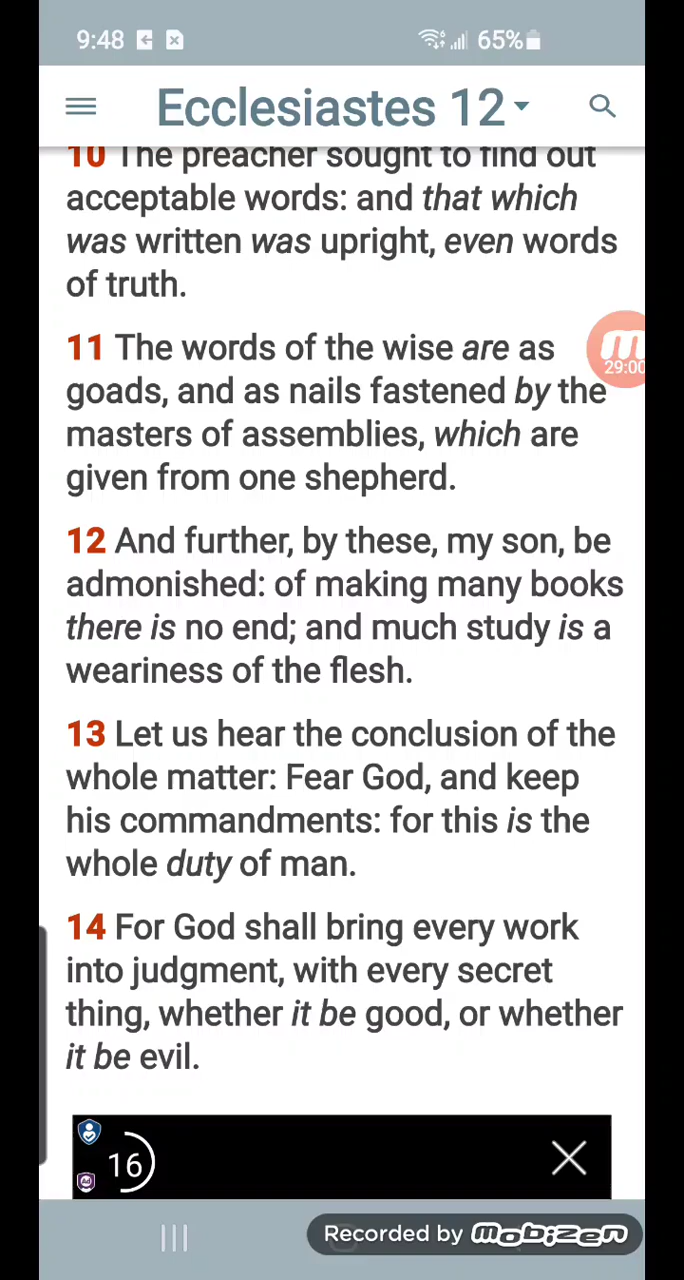 9:48 65%
Ecclesiastes 12
10 The preacher sought to find out
acceptable words: and that which
was written was upright, even words
of truth.
11 The words of the wise are as
goads, and as nails fastened by the
masters of assemblies, which are
given from one shepherd.
12 And further, by these, my son, be
admonished: of making many books
there is no end; and much study is a
weariness of the flesh.
13 Let us hear the conclusion of the
whole matter: Fear God, and keep
his commandments: for this is the
whole duty of man.
14 For God shall bring every work
into judgment, with every secret
thing, whether it be good, or whether
it be evil.
m
29:00
16
Ad
Recorded by mobizen